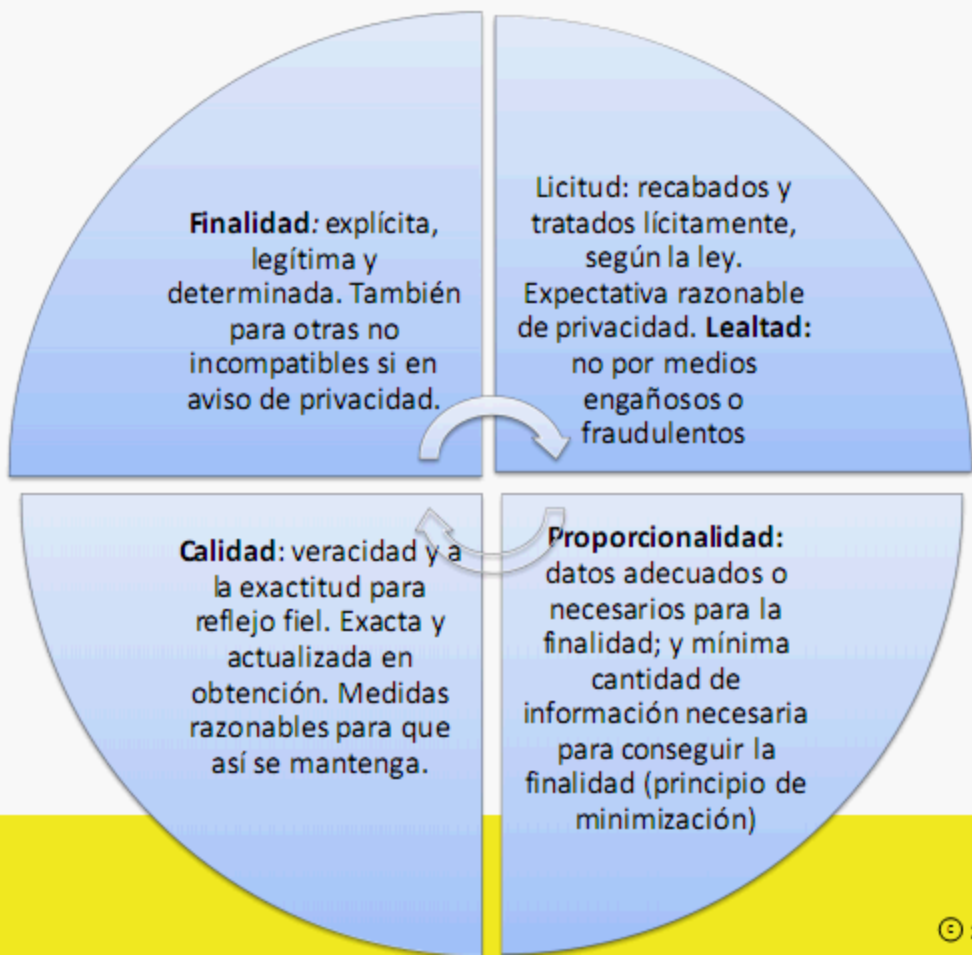 Finalidad: explícita,
legítima y
determinada. También
para otras no
incompatibles si en
aviso de privacidad.
Licitud: recabados y
tratados lícitamente,
según la ley.
Expectativa razonable
de privacidad. Lealtad:
no por medios
engañosos o
fraudulentos
Calidad: veracidad y a
la exactitud para
reflejo fiel. Exacta y
actualizada en
obtención. Medidas
razonables para que
así se mantenga.
Proporcionalidad:
datos adecuados o
necesarios para la
finalidad; y mínima
cantidad de
información necesaria
para conseguir la
finalidad (principio de
minimización)
©